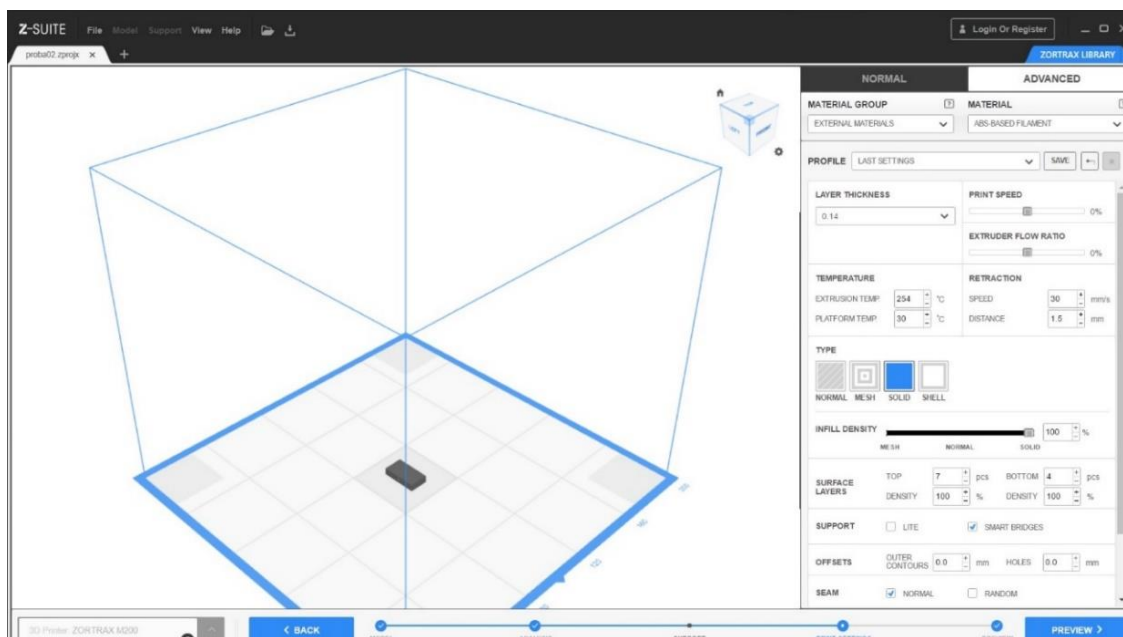 Z-SUITE File Model Support View Help Login Or Register
proba02.zprojx ZORTRAX LIBRARY
NORMAL ADVANCED
MATERIAL GROUP MATERIAL
EXTERNAL MATERIALS ABS-BASED FILAMENT
PROFILE LAST SETTINGS SAVE
LAYER THICKNESS PRINT SPEED
0.14 0%
EXTRUDER FLOW RATIO
0%
TEMPERATURE RETRACTION
EXTRUSION TEMP. 254 °C SPEED 30 mm/s
PLATFORM TEMP. 30 °C DISTANCE 1.5 mm
TYPE
NORMAL MESH SOLID SHELL
INFILL DENSITY 100 %
MESH NORMAL SOLID
SURFACE LAYERS TOP 7 pcs BOTTOM 4 pcs
DENSITY 100 % DENSITY 100 %
SUPPORT LITE SMART BRIDGES
OFFSETS OUTER CONTOURS 0.0 mm HOLES 0.0 mm
SEAM NORMAL RANDOM
3D Printer: ZORTRAX M200 < BACK PREVIEW >